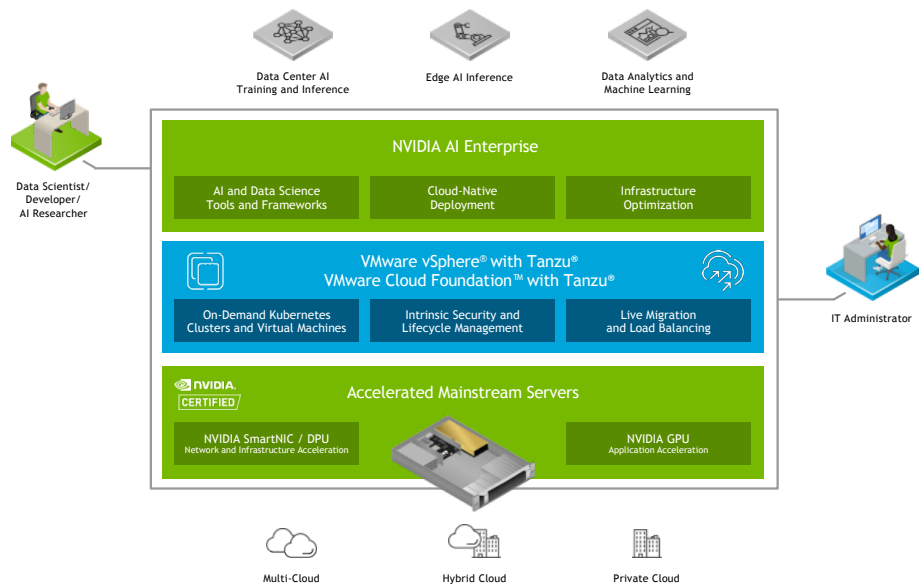 Data Center AI
Training and Inference
Edge AI Inference
Data Analytics and
Machine Learning
Data Scientist/
Developer/
AI Researcher
NVIDIA AI Enterprise
AI and Data Science
Tools and Frameworks
Cloud-Native
Deployment
Infrastructure
Optimization
VMware vSphere® with Tanzu®
VMware Cloud Foundation™ with Tanzu®
On-Demand Kubernetes
Clusters and Virtual Machines
Intrinsic Security and
Lifecycle Management
Live Migration
and Load Balancing
IT Administrator
NVIDIA.
CERTIFIED
Accelerated Mainstream Servers
NVIDIA SmartNIC / DPU
Network and Infrastructure Acceleration
NVIDIA GPU
Application Acceleration
Multi-Cloud
Hybrid Cloud
Private Cloud